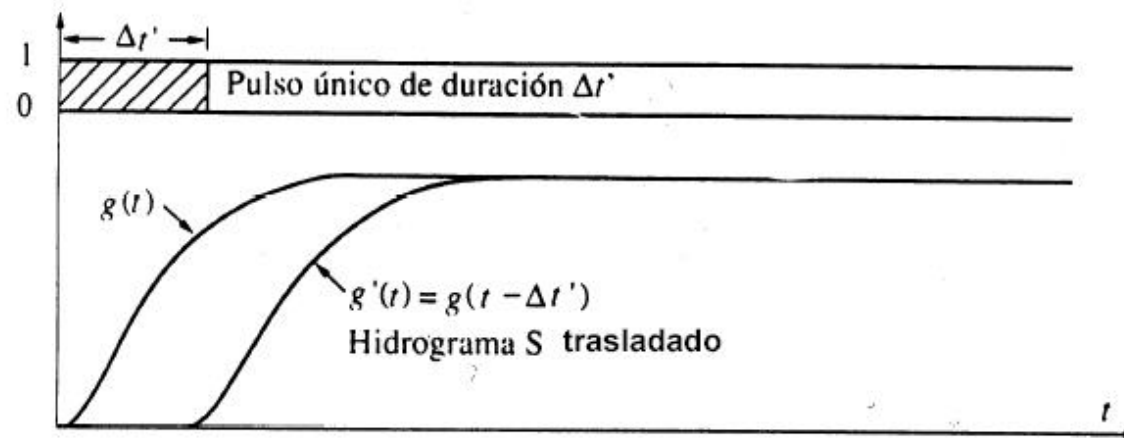 Δt'
1
Pulso único de duración Δt'
0
g(t)
g'(t) = g(t − Δt')
Hidrograma S trasladado
t